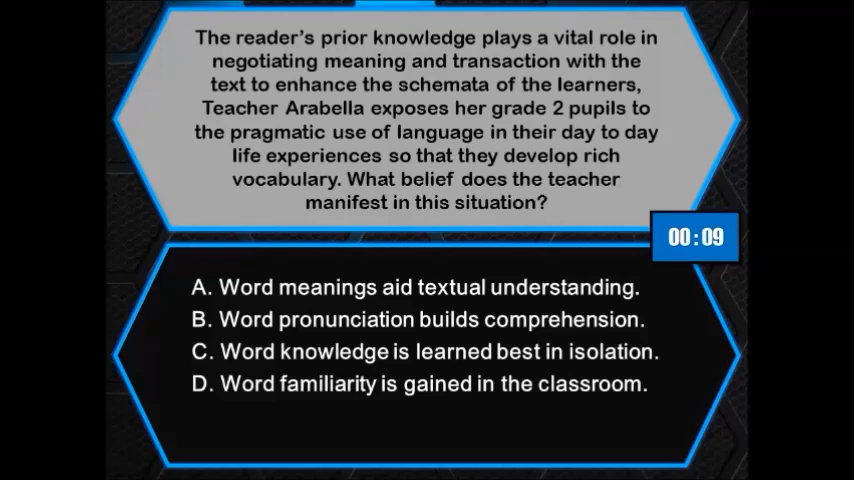 The reader's prior knowledge plays a vital role in
negotiating meaning and transaction with the
text to enhance the schemata of the learners,
Teacher Arabella exposes her grade 2 pupils to
the pragmatic use of language in their day to day
life experiences so that they develop rich
vocabulary. What belief does the teacher
manifest in this situation?
00:09
A. Word meanings aid textual understanding.
B. Word pronunciation builds comprehension.
C. Word knowledge is learned best in isolation.
D. Word familiarity is gained in the classroom.